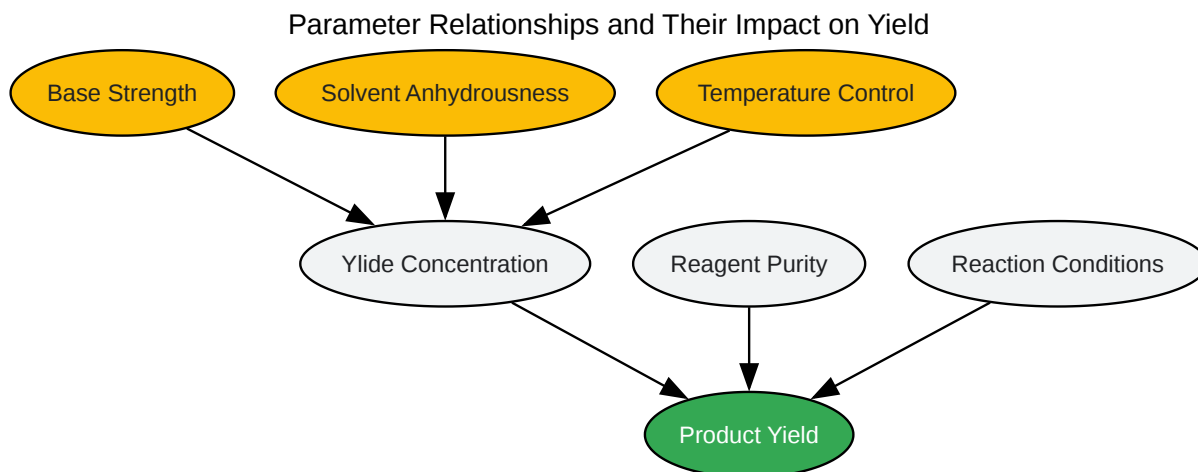 Parameter Relationships and Their Impact on Yield
Base Strength
Solvent Anhydrousness
Temperature Control
Ylide Concentration
Reagent Purity
Reaction Conditions
Product Yield